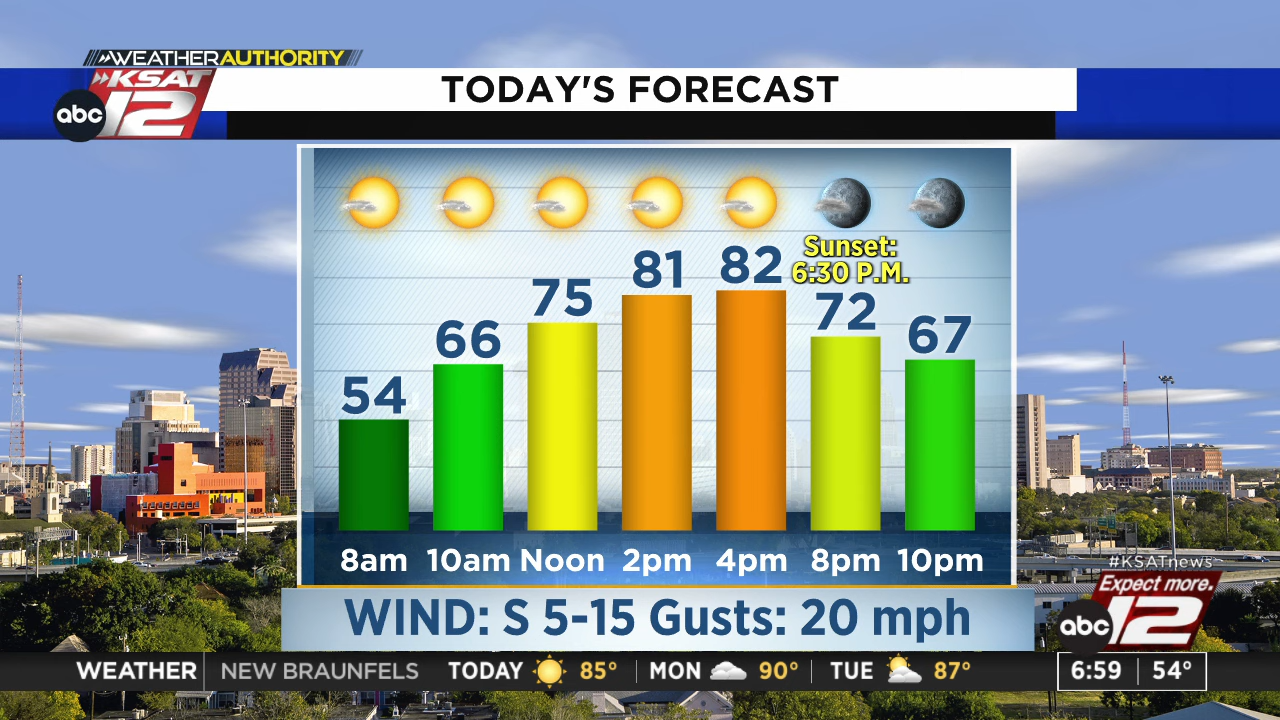 WEATHERAUTHORITY
KSAT
abc 12
TODAY'S FORECAST
Sunset:
6:30 P.M.
54 66 75 81 82 72 67
8am 10am Noon 2pm 4pm 8pm 10pm
WIND: S 5-15 Gusts: 20 mph
#KSATnews
Expect more.
abc 12
WEATHER NEW BRAUNFELS TODAY 85° MON 90° TUE 87° 6:59 54°